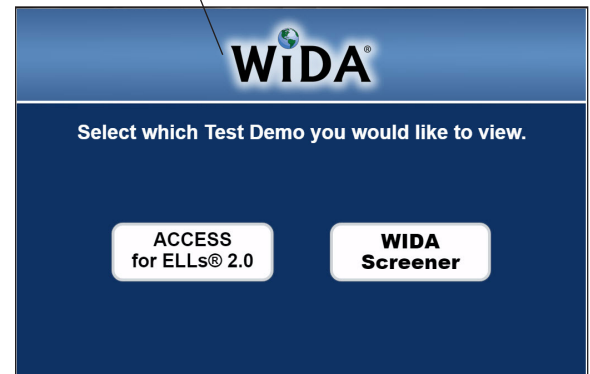 WIDA®
Select which Test Demo you would like to view.
ACCESS
for ELLs® 2.0
WIDA
Screener